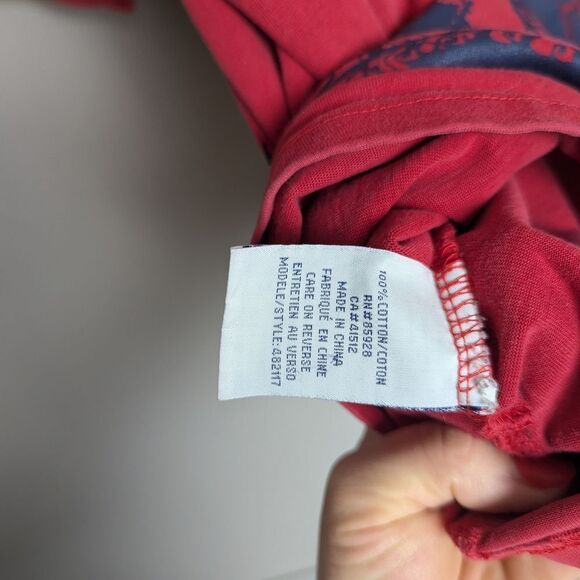 100% COTTON/COTON
RN#85928
CA#41512
MADE IN CHINA
FABRIQUÉ EN CHINE
CARE ON REVERSE
ENTRETIEN AU VERSO
MODELE/STYLE:482117